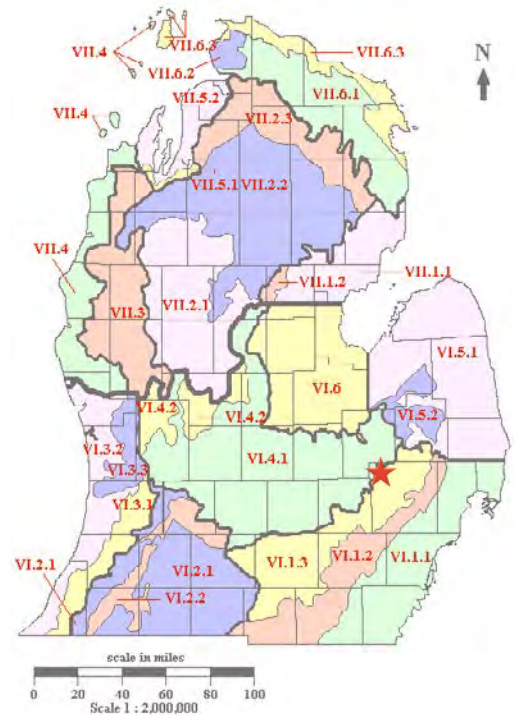 VII.4
VII.6.3
VII.6.3
VII.6.2
N
VII.6.1
VII.5.2
VII.4
VII.2.3
VII.5.1
VII.2.2
VII.4
VII.1.1
VII.1.2
VII.3
VII.2.1
VI.5.1
VI.6
VI.4.2
VI.4.2
VI.5.2
VI.3.2
VI.4.1
VI.3.3
VI.3.1
VI.1.2
VI.1.1
VI.2.1
VI.2.1
VI.1.3
VI.2.2
scale in miles
0 20 40 60 80 100
Scale 1 : 2,000,000